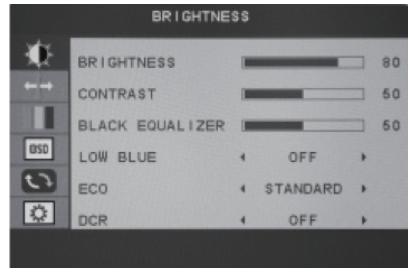 BRIGHTNESS
BRIGHTNESS 80
CONTRAST 50
BLACK EQUALIZER 50
LOW BLUE OFF
OSD
ECO STANDARD
DCR OFF